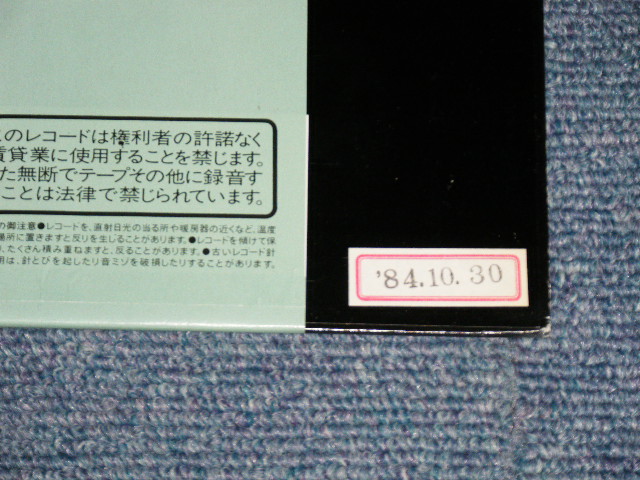 このレコードは権利者の許諾なく
賃貸業に使用することを禁じます。
た無断でテープその他に録音す
ことは法律で禁じられています。
の御注意●レコードを、直射日光の当る所や暖房器の近くなど、温度
場所に置きますと反りを生じることがあります。●レコードを傾けて保
り、たくさん積み重ねますと、反ることがあります。●古いレコード針
用は、針とびを起したり音ミゾを破損したりすることがあります。
'84.10.30